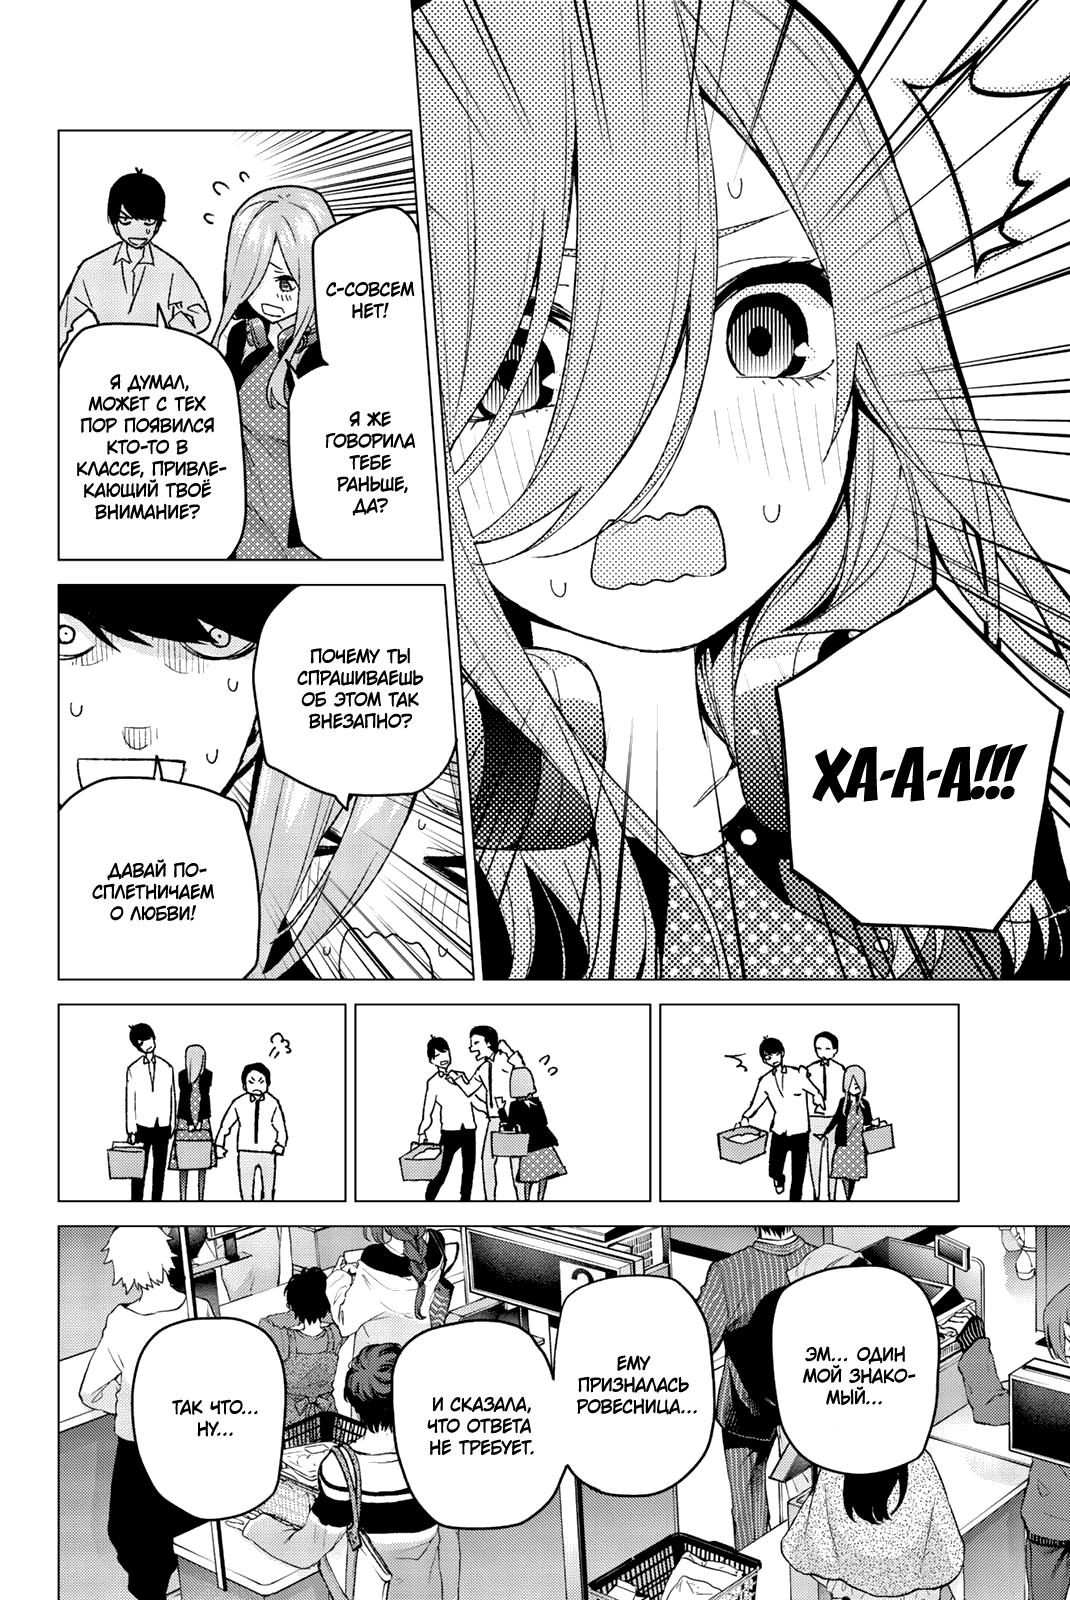 ХА-А-А!!!
С-СОВСЕМ
НЕТ!
Я ЖЕ
ГОВОРИЛА
ТЕБЕ
РАНЬШЕ,
ДА?
Я ДУМАЛ,
МОЖЕТ С ТЕХ
ПОР ПОЯВИЛСЯ
КТО-ТО В
КЛАССЕ, ПРИВЛЕ-
КАЮЩИЙ ТВОЁ
ВНИМАНИЕ?
ПОЧЕМУ ТЫ
СПРАШИВАЕШЬ
ОБ ЭТОМ ТАК
ВНЕЗАПНО?
ДАВАЙ ПО-
СПЛЕТНИЧАЕМ
О ЛЮБВИ!
ЭМ... ОДИН
МОЙ ЗНАКО-
МЫЙ...
ЕМУ
ПРИЗНАЛАСЬ
РОВЕСНИЦА...
И СКАЗАЛА,
ЧТО ОТВЕТА
НЕ ТРЕБУЕТ.
ТАК ЧТО...
НУ...